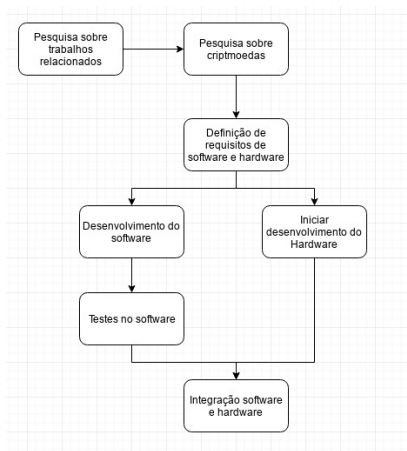 Pesquisa sobre
trabalhos
relacionados
Pesquisa sobre
criptmoedas
Definição de
requisitos de
software e hardware
Desenvolvimento do
software
Iniciar
desenvolvimento do
Hardware
Testes no software
Integração software
e hardware